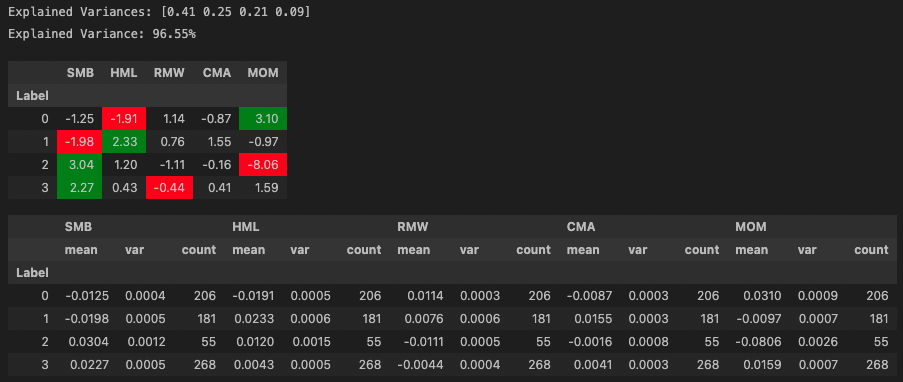 Explained Variances: [0.41 0.25 0.21 0.09]
Explained Variance: 96.55%
SMB HML RMW CMA MOM
Label
0 -1.25 -1.91 1.14 -0.87 3.10
1 -1.98 2.33 0.76 1.55 -0.97
2 3.04 1.20 -1.11 -0.16 -8.06
3 2.27 0.43 -0.44 0.41 1.59
SMB HML RMW CMA MOM
mean var count mean var count mean var count mean var count mean var count
Label
0 -0.0125 0.0004 206 -0.0191 0.0005 206 0.0114 0.0003 206 -0.0087 0.0003 206 0.0310 0.0009 206
1 -0.0198 0.0005 181 0.0233 0.0006 181 0.0076 0.0006 181 0.0155 0.0003 181 -0.0097 0.0007 181
2 0.0304 0.0012 55 0.0120 0.0015 55 -0.0111 0.0005 55 -0.0016 0.0008 55 -0.0806 0.0026 55
3 0.0227 0.0005 268 0.0043 0.0005 268 -0.0044 0.0004 268 0.0041 0.0003 268 0.0159 0.0007 268